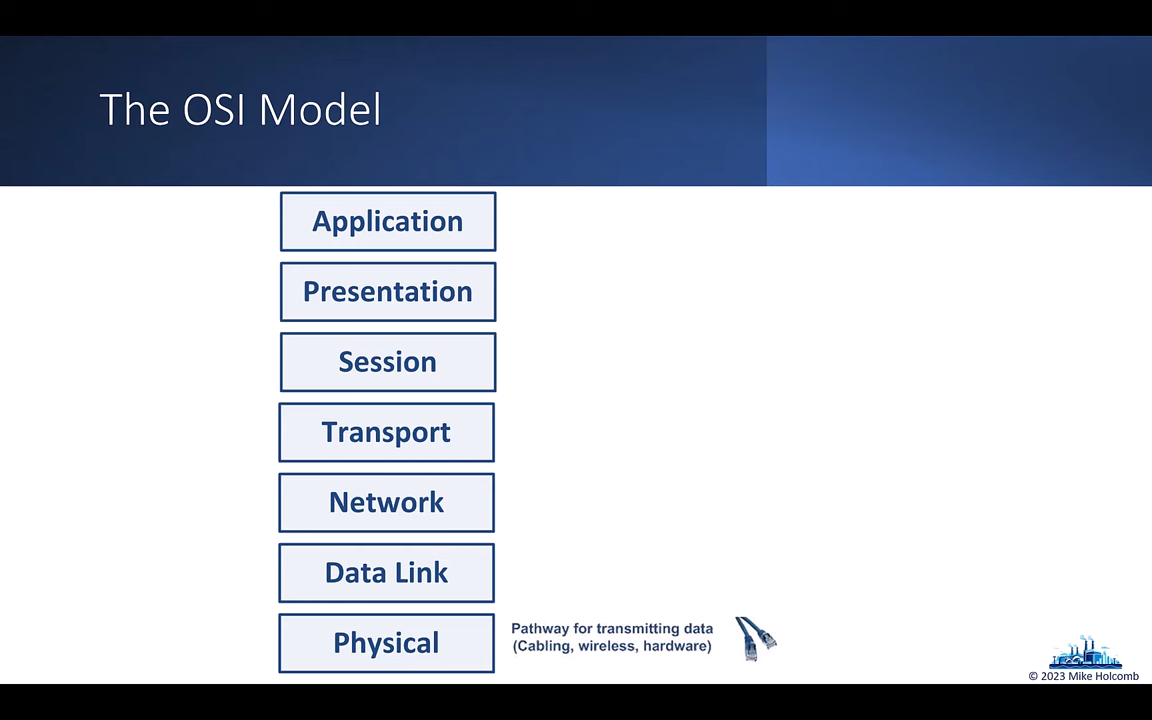 The OSI Model
Application
Presentation
Session
Transport
Network
Data Link
Physical
Pathway for transmitting data
(Cabling, wireless, hardware)
© 2023 Mike Holcomb